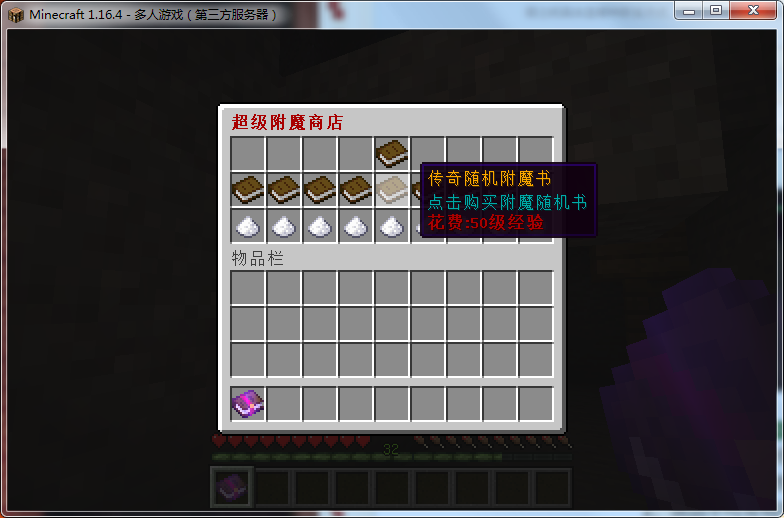 Minecraft 1.16.4 - 多人游戏（第三方服务器）
超级附魔商店
传奇随机附魔书
点击购买附魔随机书
花费:50级经验
物品栏
32